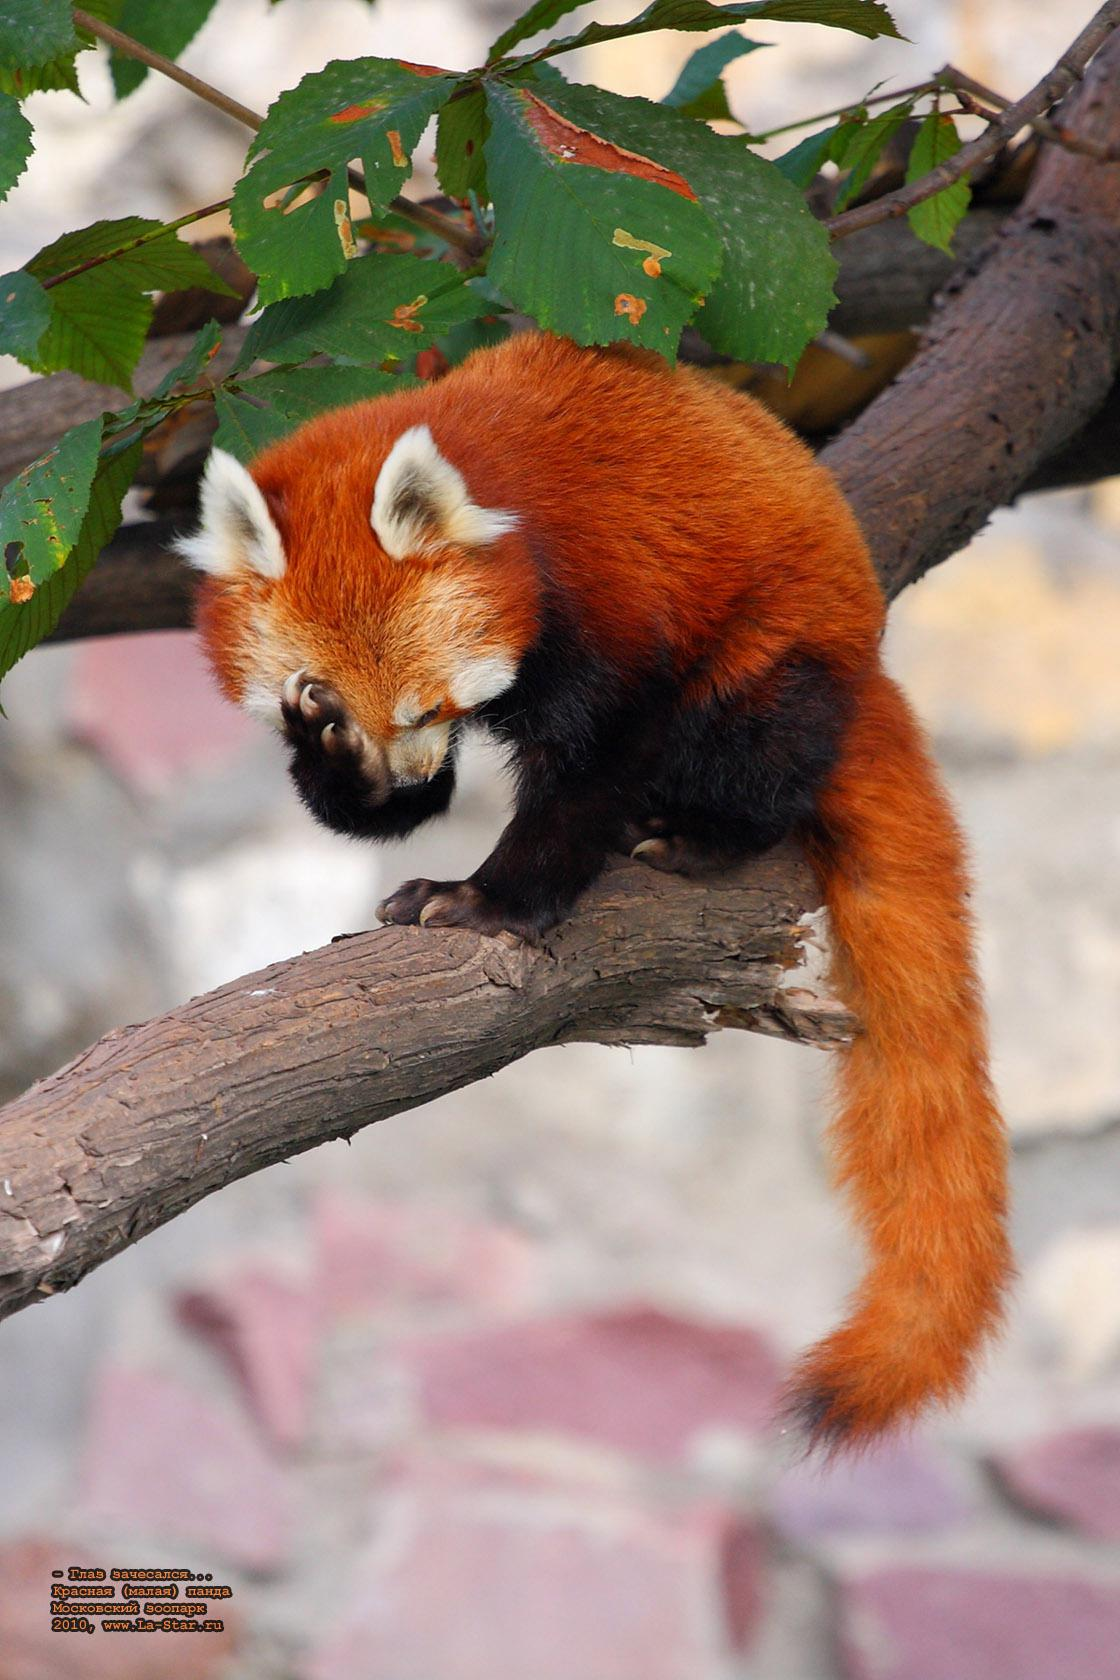 - Глаз зачесался...
Красная (малая) панда
Московский зоопарк
2010, www.La-Star.ru